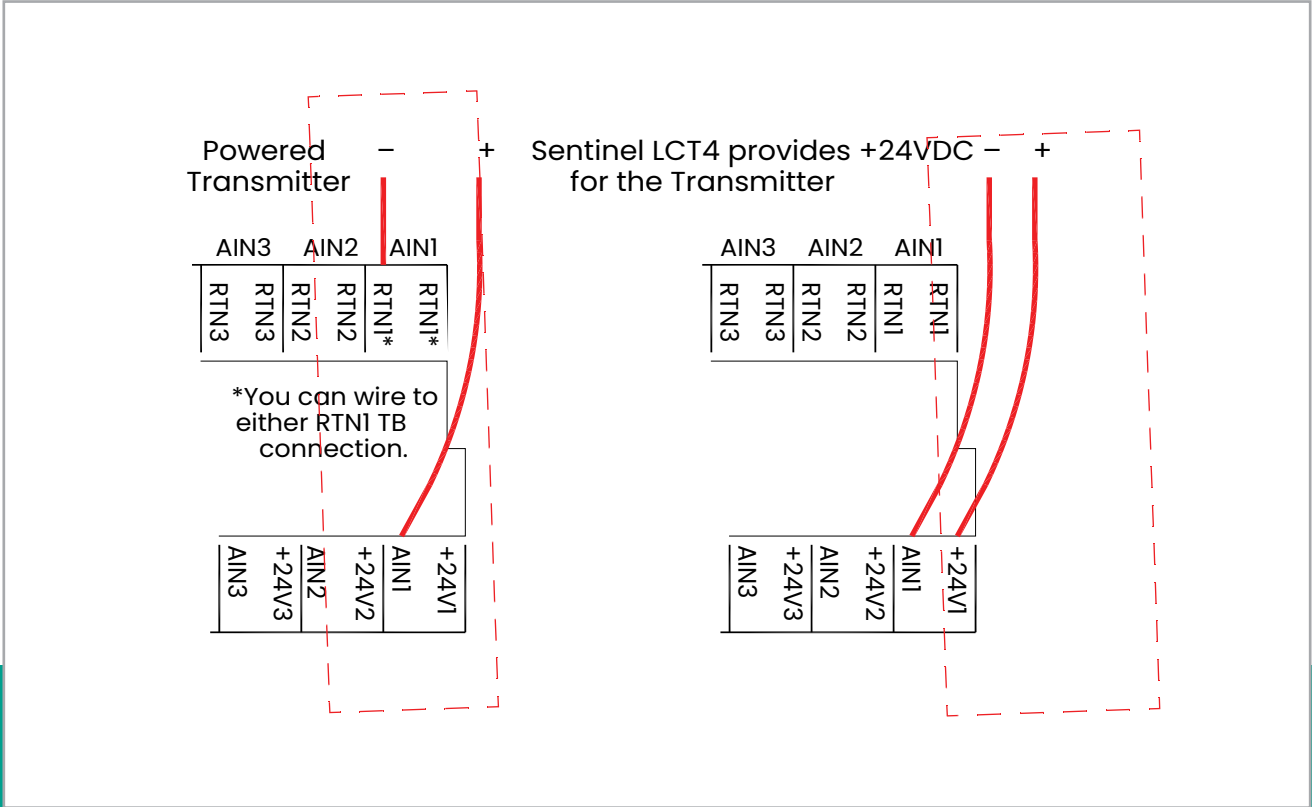 Powered
Transmitter
− +
AIN3 AIN2 AIN1
RTN3 RTN3 RTN2 RTN2 RTN1* RTN1*
*You can wire to
either RTN1 TB
connection.
AIN3 +24V3 AIN2 +24V2 AIN1 +24V1
Sentinel LCT4 provides +24VDC − +
for the Transmitter
AIN3 AIN2 AIN1
RTN3 RTN3 RTN2 RTN2 RTN1 RTN1
AIN3 +24V3 AIN2 +24V2 AIN1 +24V1